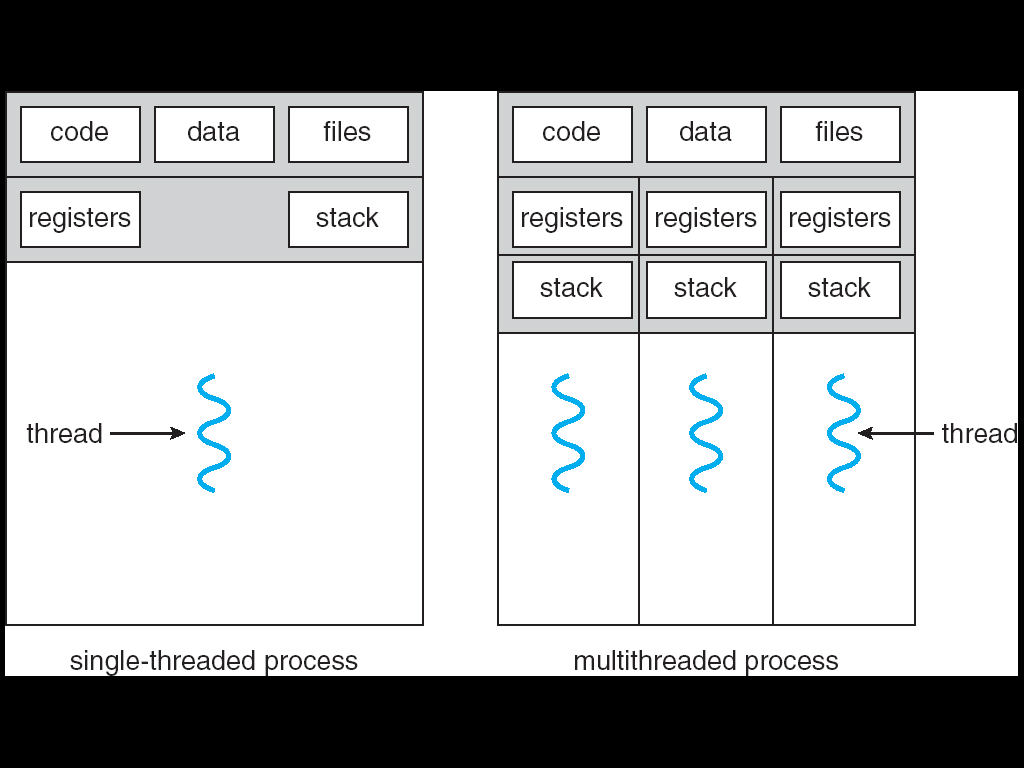 code data files
registers stack
thread
single-threaded process
code data files
registers registers registers
stack stack stack
thread
multithreaded process